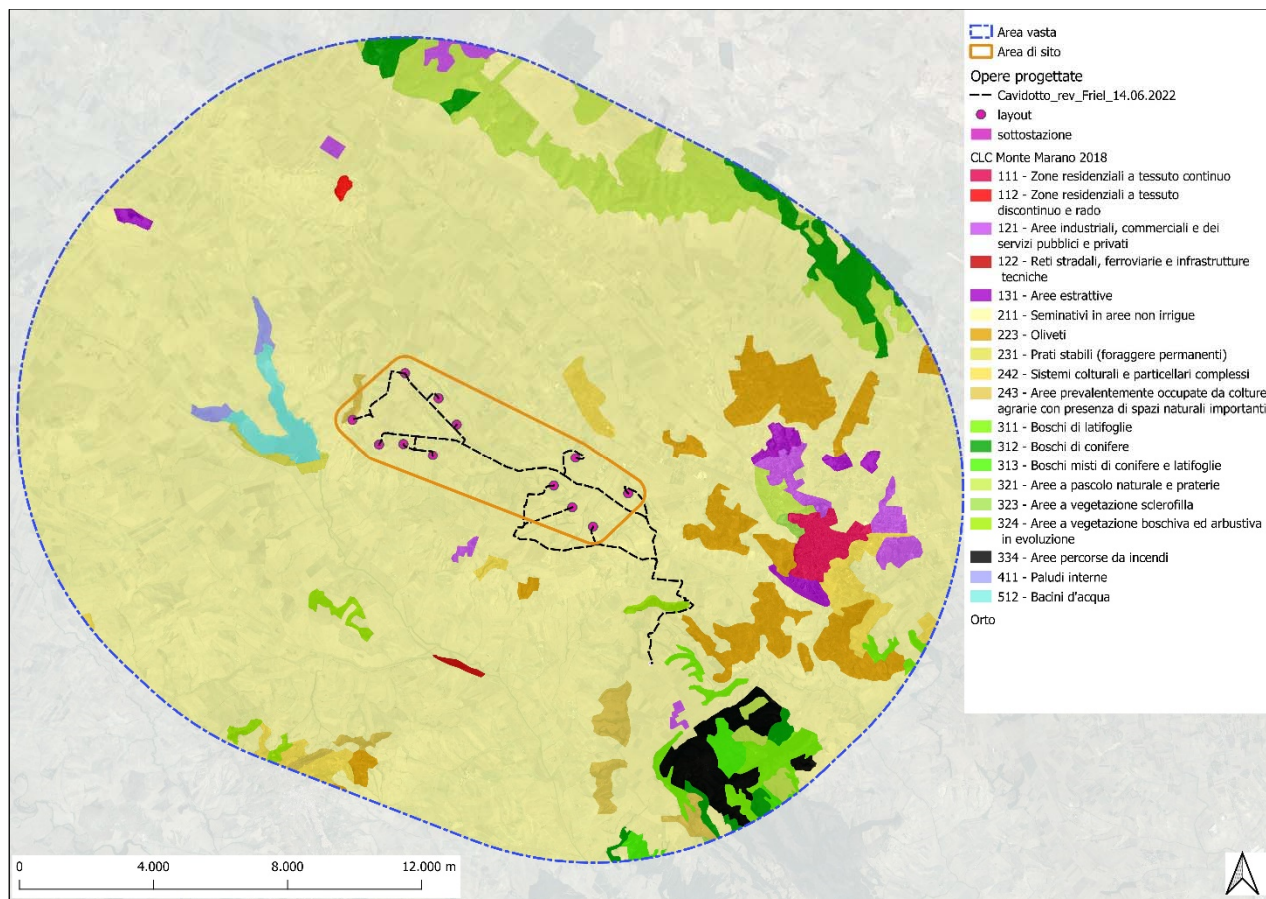 Area vasta
Area di sito
Opere progettate
Cavidotto_rev_Friel_14.06.2022
layout
sottostazione
CLC Monte Marano 2018
111 - Zone residenziali a tessuto continuo
112 - Zone residenziali a tessuto
discontinuo e rado
121 - Aree industriali, commerciali e dei
servizi pubblici e privati
122 - Reti stradali, ferroviarie e infrastrutture
tecniche
131 - Aree estrattive
211 - Seminativi in aree non irrigue
223 - Oliveti
231 - Prati stabili (foraggere permanenti)
242 - Sistemi colturali e particellari complessi
243 - Aree prevalentemente occupate da colture
agrarie con presenza di spazi naturali importanti
311 - Boschi di latifoglie
312 - Boschi di conifere
313 - Boschi misti di conifere e latifoglie
321 - Aree a pascolo naturale e praterie
323 - Aree a vegetazione sclerofilla
324 - Aree a vegetazione boschiva ed arbustiva
in evoluzione
334 - Aree percorse da incendi
411 - Paludi interne
512 - Bacini d'acqua
Orto
0 4.000 8.000 12.000 m